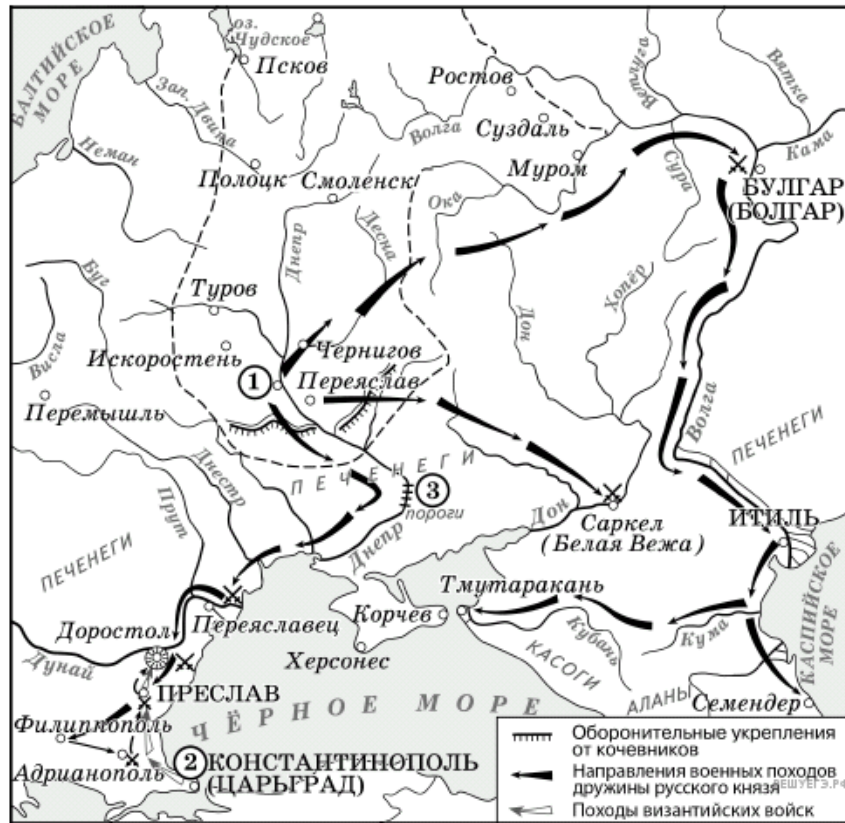 БАЛТИЙСКОЕ
МОРЕ
оз.
Чудское
Псков
Зап. Двина
Неман
Полоцк
Смоленск
Ростов
Суздаль
Муром
Волга
Ветлуга
Вятка
Кама
Сура
Ока
БУЛГАР
(БОЛГАР)
Днепр
Десна
Дон
Хопёр
Буг
Висла
Туров
Искоростень
Чернигов
1
Переяслав
Перемышль
Волга
ПЕЧЕНЕГИ
Днестр
Прут
ПЕЧЕНЕГИ
3
пороги
Днепр
Дон
Саркел
(Белая Вежа)
ИТИЛЬ
ПЕЧЕНЕГИ
Тмутаракань
Корчев
Переяславец
Доростол
Дунай
Херсонес
Кубань
Кума
КАСОГИ
АЛАНЫ
КАСПИЙСКОЕ
МОРЕ
Семендер
ПРЕСЛАВ
ЧЁРНОЕ МОРЕ
Филиппополь
Адрианополь
2
КОНСТАНТИНОПОЛЬ
(ЦАРЬГРАД)
Оборонительные укрепления
от кочевников
Направления военных походов
дружины русского князя
РЕШУЕГЭ.РФ
Походы византийских войск